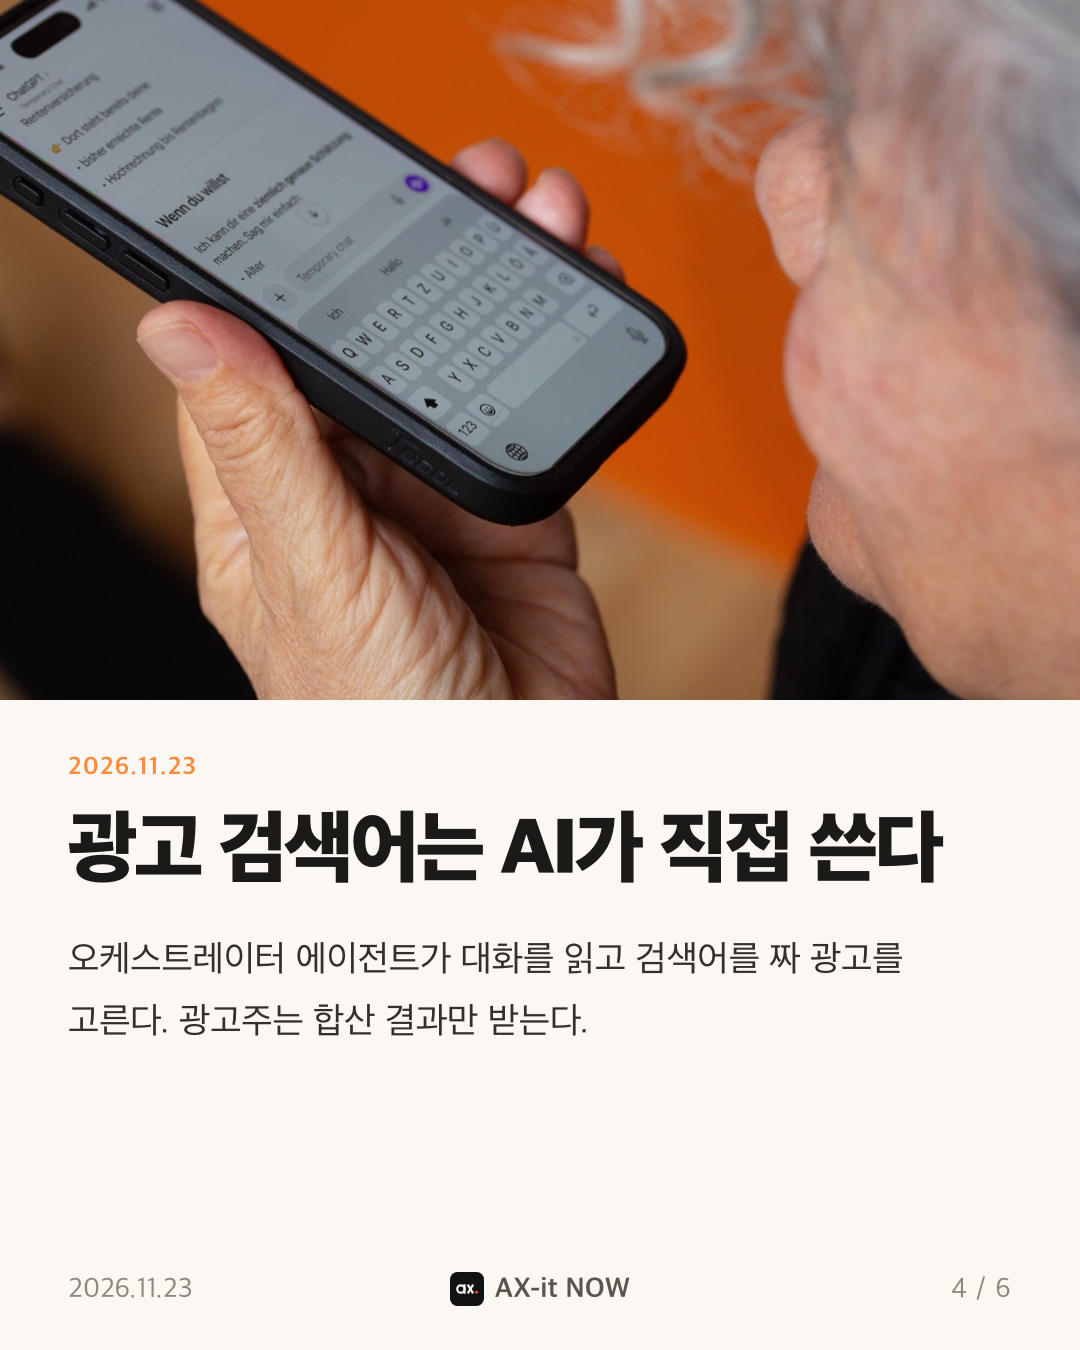 ChatGPT
Temporary Chat
Rentenversicherung
👉 Dort steht bereits deine:
• bisher erreichte Rente
• Hochrechnung bis Rentenbeginn
Wenn du willst
Ich kann dir eine ziemlich genaue Schätzung
machen. Sag mir einfach:
• Alter
Temporary chat
Ich
Hallo
Q W E R T Z U I O P Ü
A S D F G H J K L Ö Ä
Y X C V B N M
123
2026.11.23
광고 검색어는 AI가 직접 쓴다
오케스트레이터 에이전트가 대화를 읽고 검색어를 짜 광고를
고른다. 광고주는 합산 결과만 받는다.
2026.11.23
ax. AX-it NOW
4 / 6